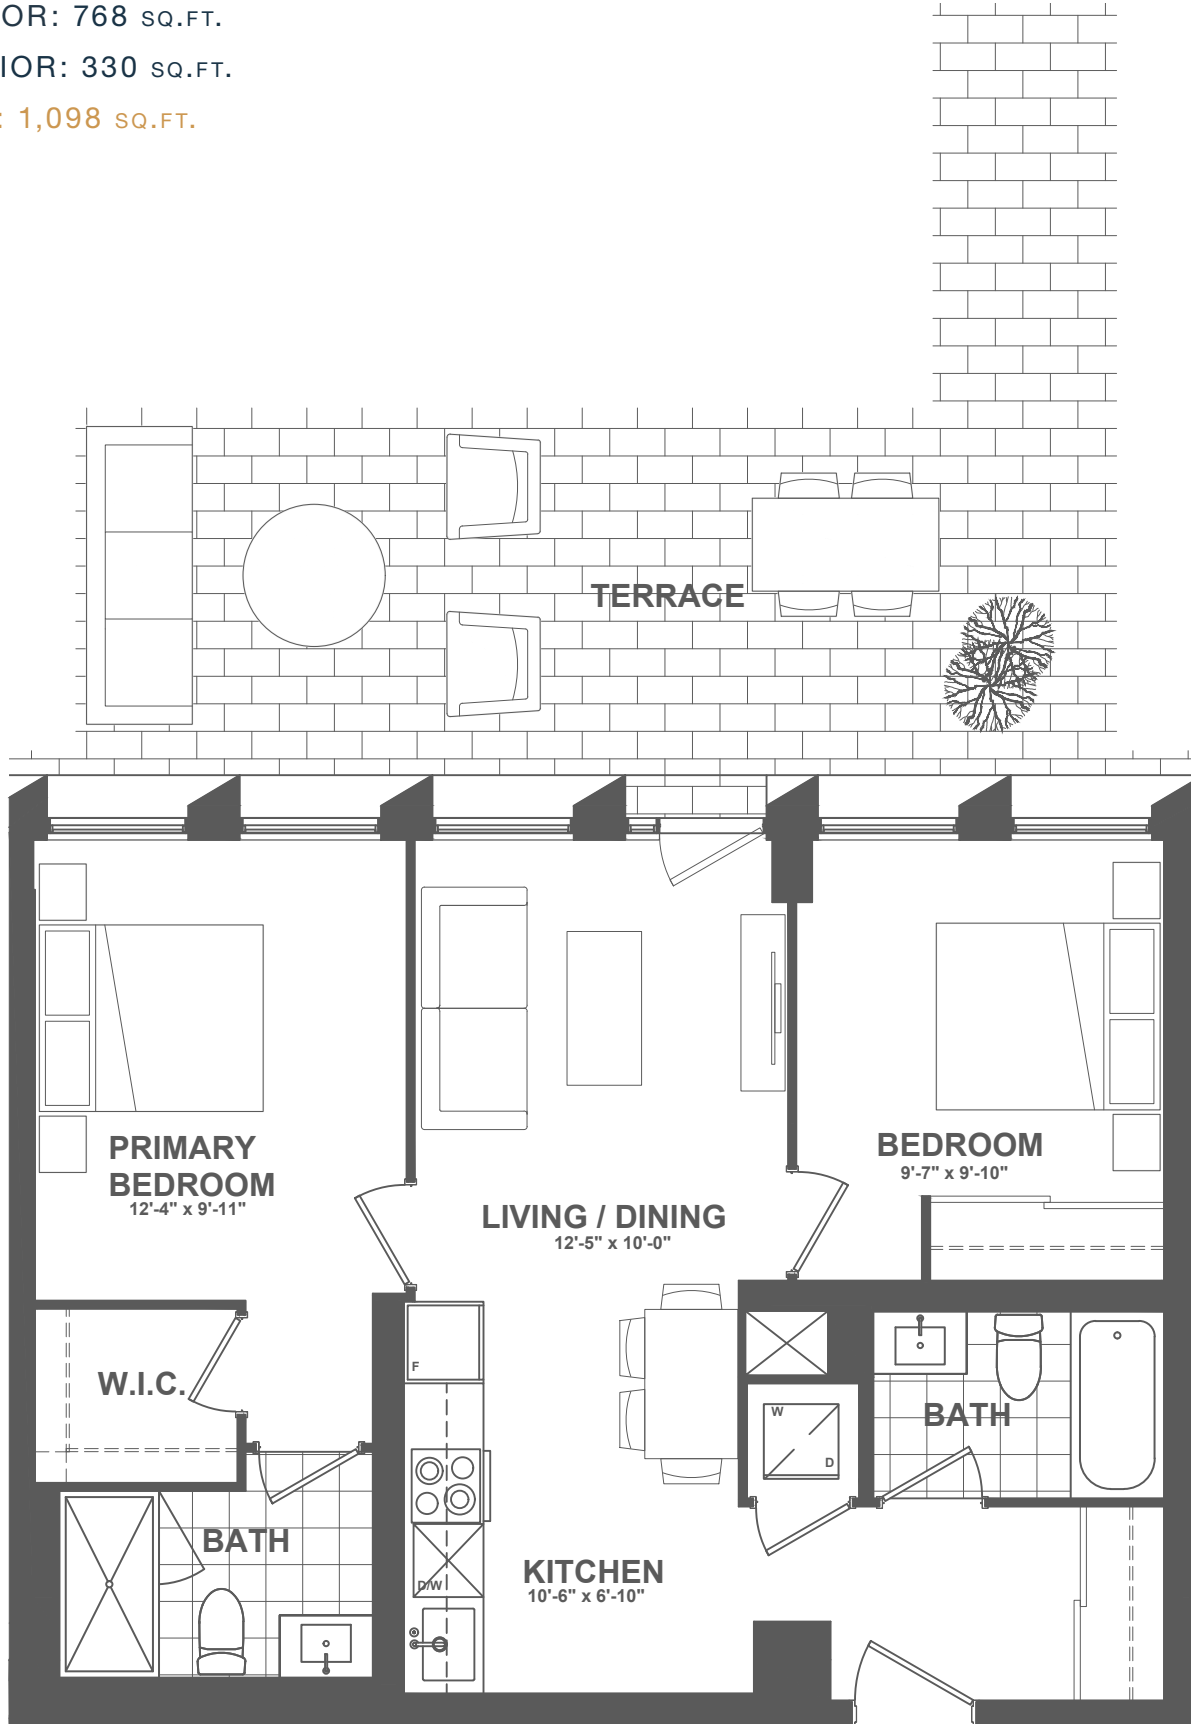 OR: 768 SQ.FT.
IOR: 330 SQ.FT.
: 1,098 SQ.FT.
TERRACE
PRIMARY
BEDROOM
12'-4" x 9'-11"
BEDROOM
9'-7" x 9'-10"
LIVING / DINING
12'-5" x 10'-0"
F
W.I.C.
W
D
BATH
BATH
D/W
KITCHEN
10'-6" x 6'-10"